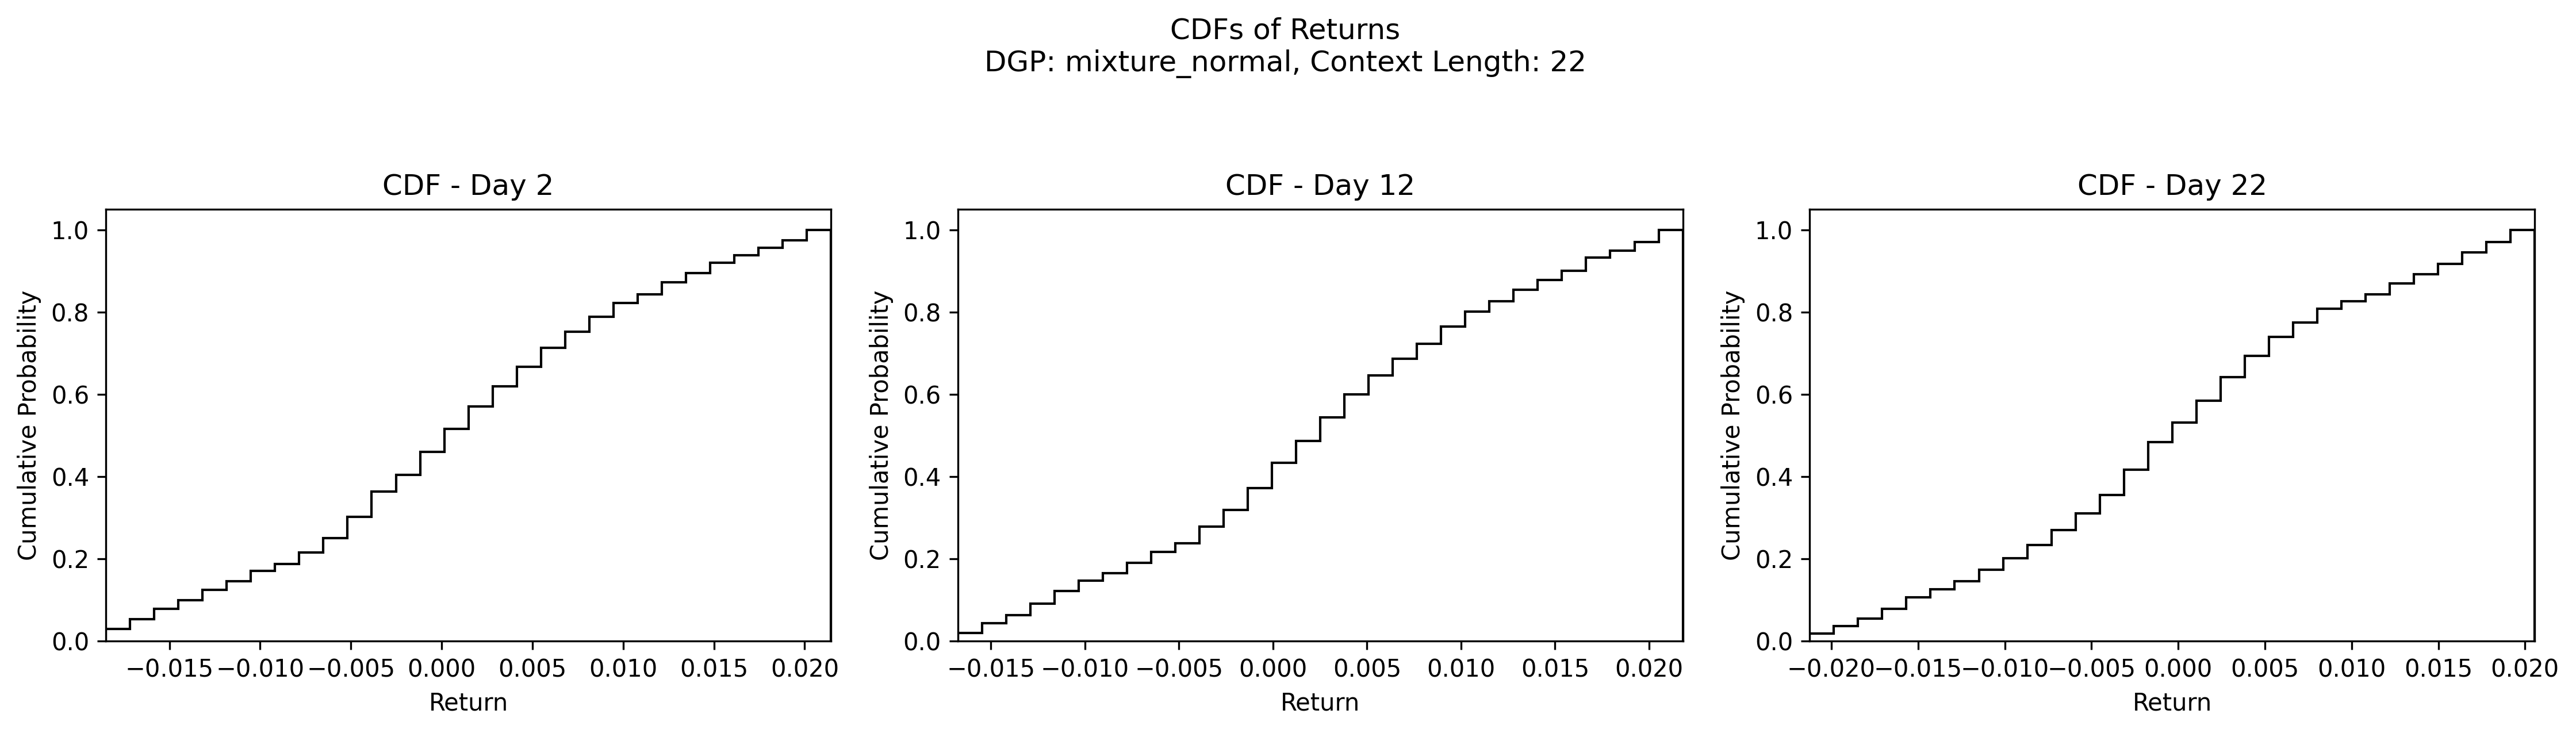 CDFs of Returns
DGP: mixture_normal, Context Length: 22
CDF - Day 2
1.0
0.8
0.6
0.4
0.2
0.0
Cumulative Probability
−0.015 −0.010 −0.005 0.000 0.005 0.010 0.015 0.020
Return
CDF - Day 12
1.0
0.8
0.6
0.4
0.2
0.0
Cumulative Probability
−0.015 −0.010 −0.005 0.000 0.005 0.010 0.015 0.020
Return
CDF - Day 22
1.0
0.8
0.6
0.4
0.2
0.0
Cumulative Probability
−0.020 −0.015 −0.010 −0.005 0.000 0.005 0.010 0.015 0.020
Return